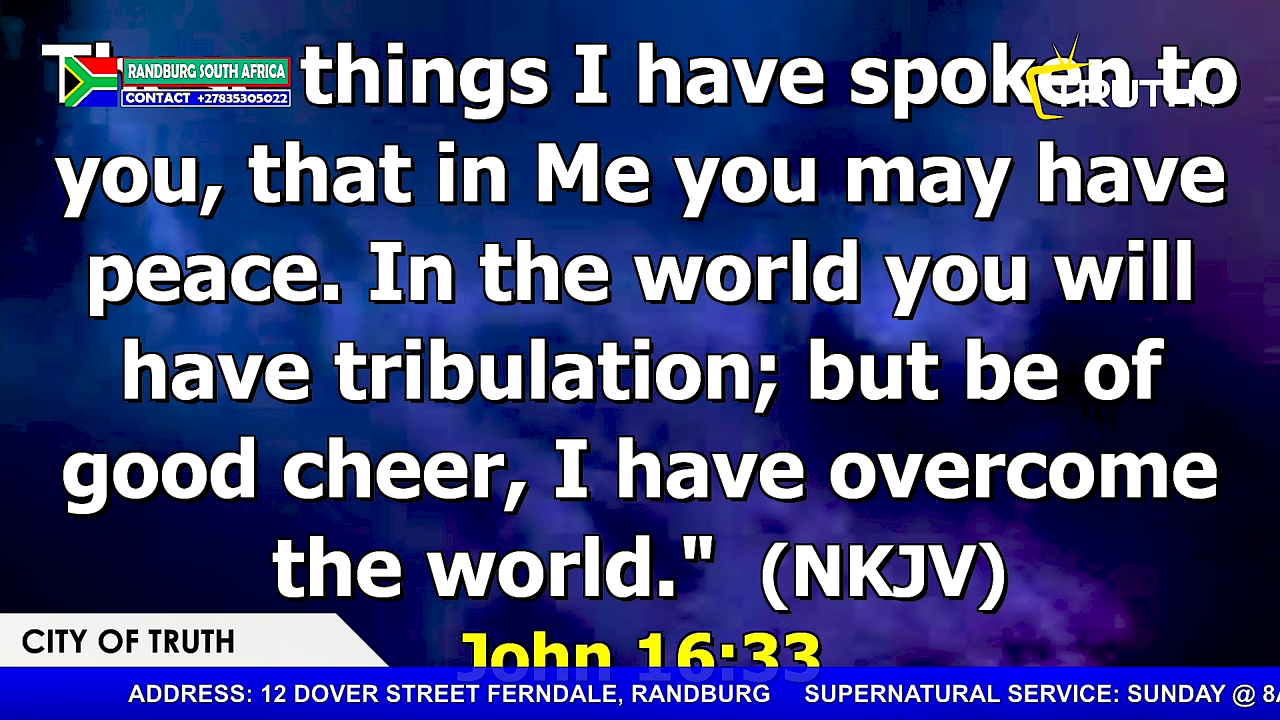 things I have spoken to
RANDBURG SOUTH AFRICA
CONTACT +27835305022
you, that in Me you may have
peace. In the world you will
have tribulation; but be of
good cheer, I have overcome
the world." (NKJV)
John 16:33
CITY OF TRUTH
ADDRESS: 12 DOVER STREET FERNDALE, RANDBURG SUPERNATURAL SERVICE: SUNDAY @